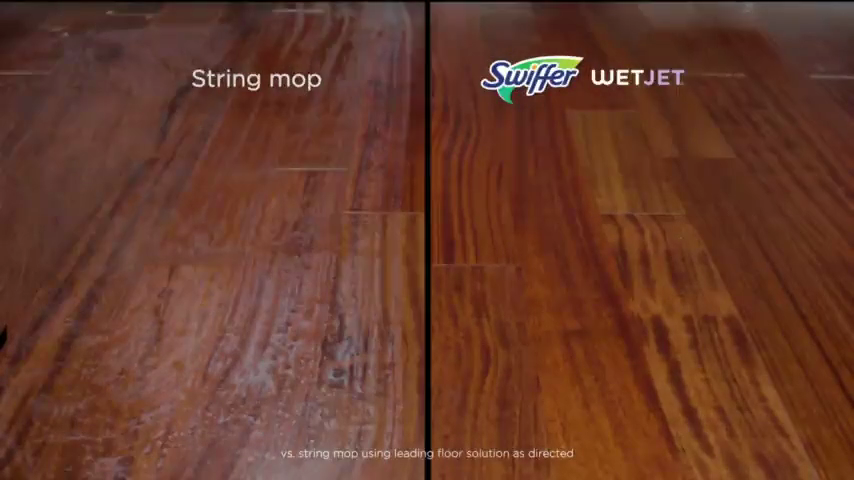 String mop
Swiffer WETJET
vs. string mop using leading floor solution as directed